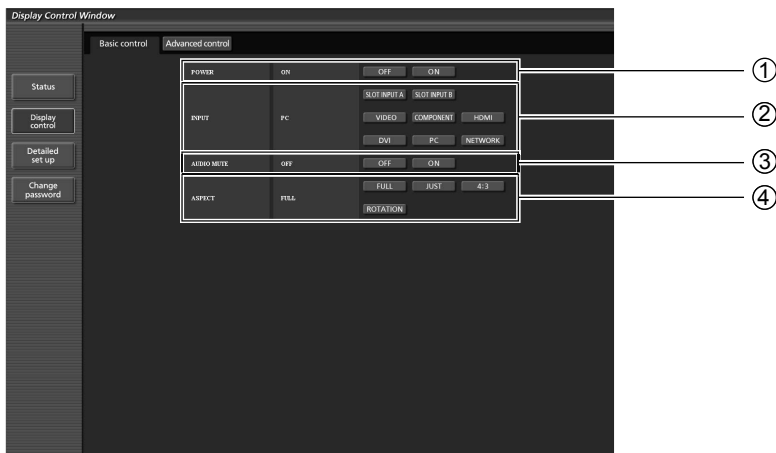 Display Control Window
Basic control Advanced control
Status
Display control
Detailed set up
Change password
POWER ON OFF ON ①
INPUT PC SLOT INPUT A SLOT INPUT B ②
VIDEO COMPONENT HDMI
DVI PC NETWORK
AUDIO MUTE OFF OFF ON ③
ASPECT FULL FULL JUST 4:3 ④
ROTATION